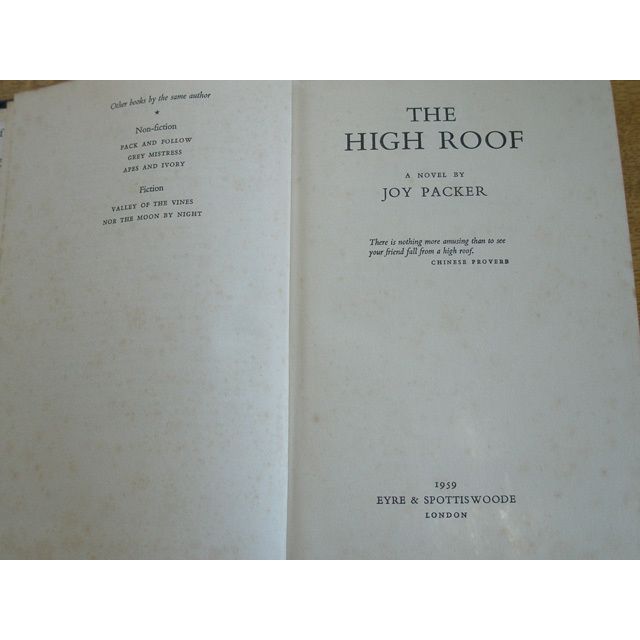 Other books by the same author
★
Non-fiction
PACK AND FOLLOW
GREY MISTRESS
APES AND IVORY
Fiction
VALLEY OF THE VINES
NOR THE MOON BY NIGHT
THE
HIGH ROOF
A NOVEL BY
JOY PACKER
There is nothing more amusing than to see
your friend fall from a high roof.
CHINESE PROVERB
1959
EYRE & SPOTTISWOODE
LONDON